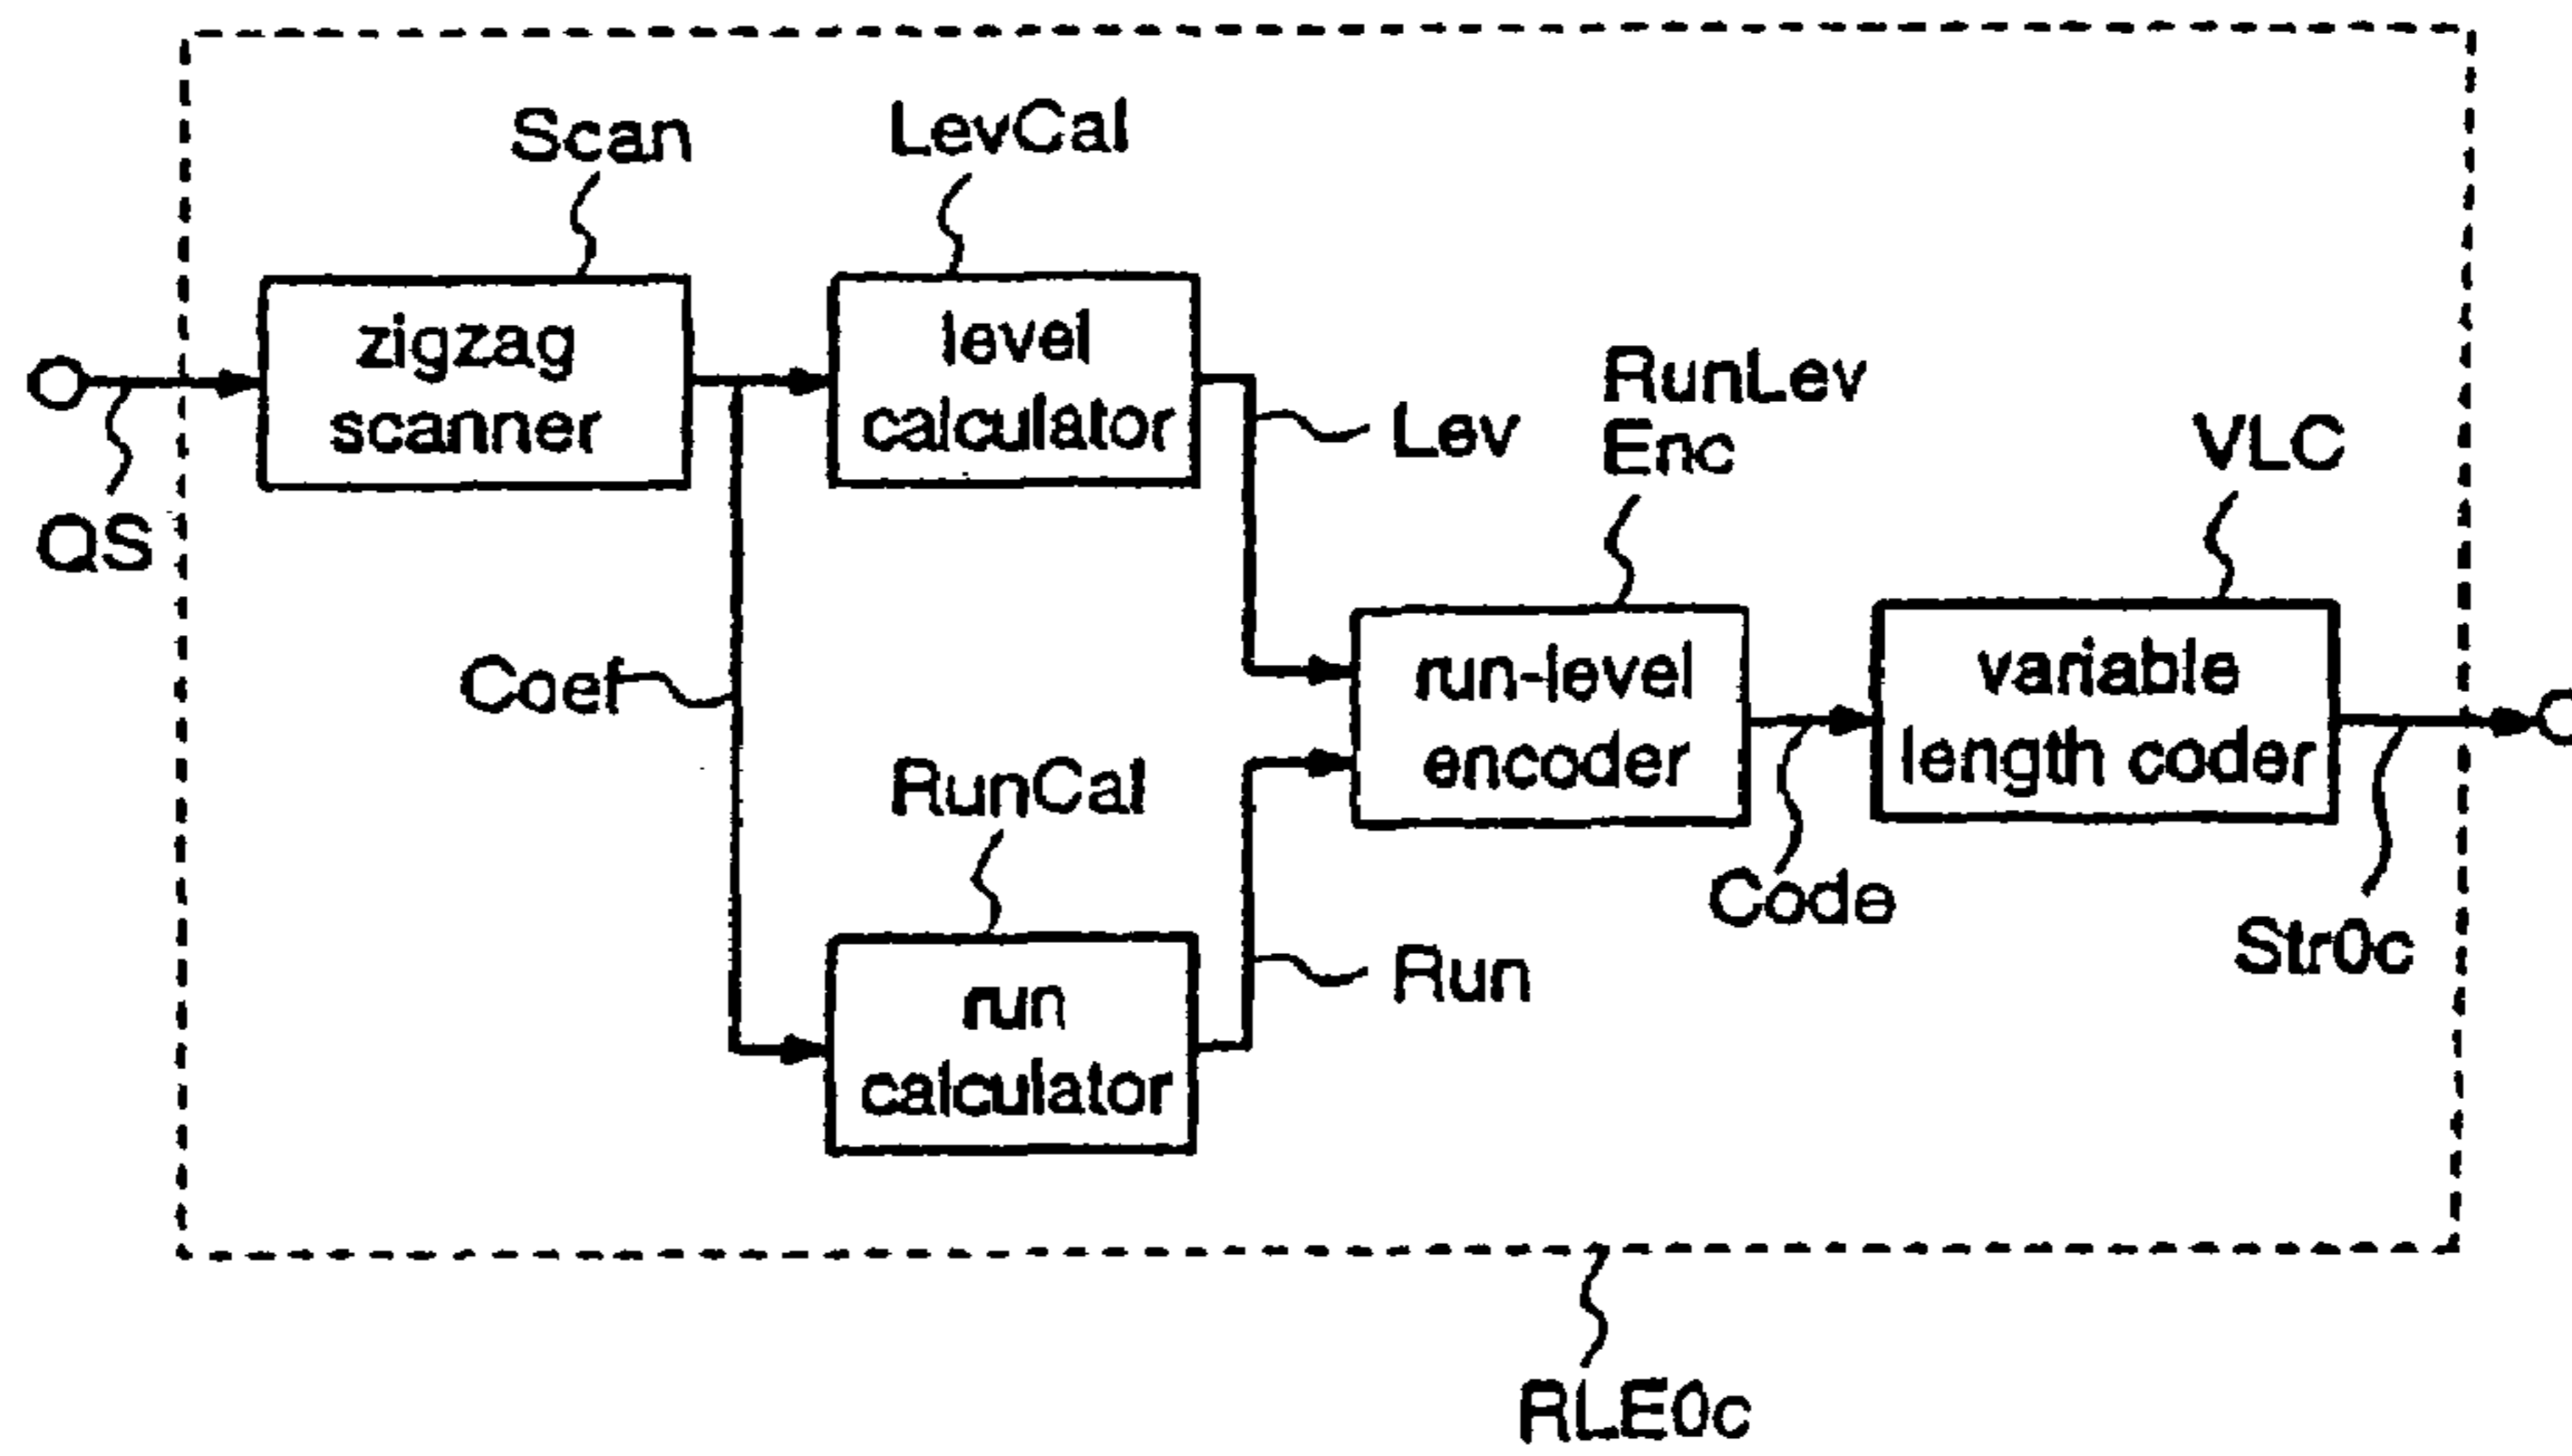 Scan
LevCal
zigzag
scanner
level
calculator
QS
Lev
RunLev
Enc
VLC
Coef
run-level
encoder
variable
length coder
RunCal
Code
Run
Str0c
run
calculator
RLE0c